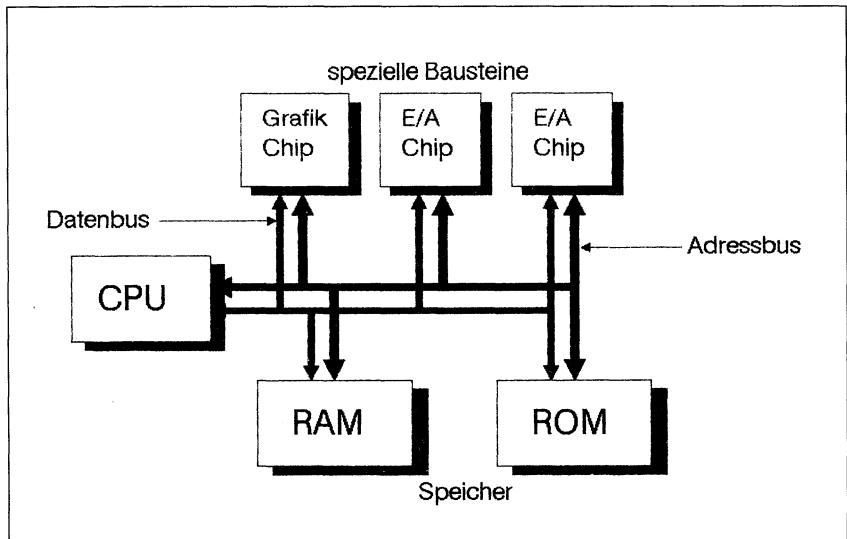 spezielle Bausteine
Grafik
Chip
E/A
Chip
E/A
Chip
Datenbus
Adressbus
CPU
RAM
ROM
Speicher